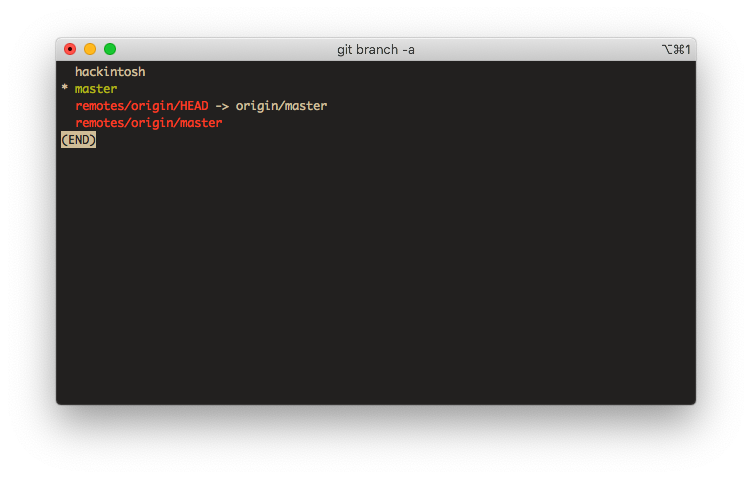 git branch -a ⌥⌘1
hackintosh
* master
remotes/origin/HEAD -> origin/master
remotes/origin/master
(END)